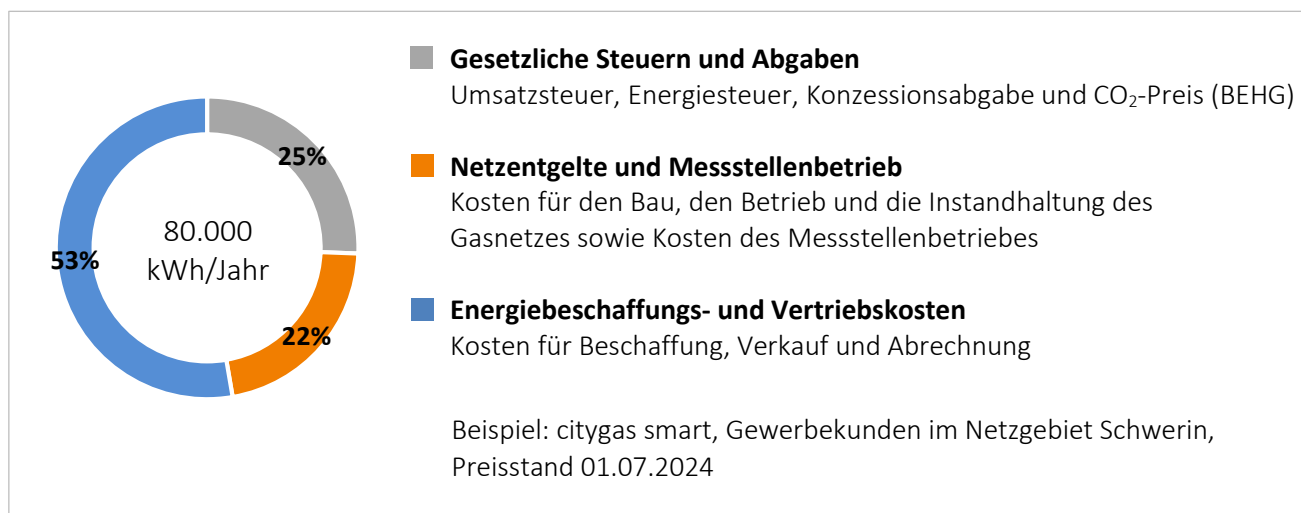 Gesetzliche Steuern und Abgaben
Umsatzsteuer, Energiesteuer, Konzessionsabgabe und CO₂-Preis (BEHG)
25%
Netzentgelte und Messstellenbetrieb
Kosten für den Bau, den Betrieb und die Instandhaltung des
Gasnetzes sowie Kosten des Messstellenbetriebes
80.000
kWh/Jahr
53%
22%
Energiebeschaffungs- und Vertriebskosten
Kosten für Beschaffung, Verkauf und Abrechnung
Beispiel: citygas smart, Gewerbekunden im Netzgebiet Schwerin,
Preisstand 01.07.2024